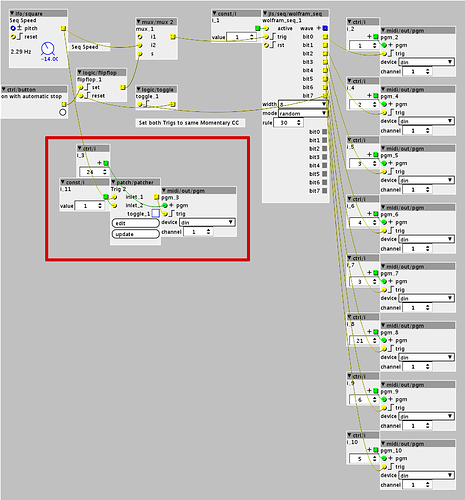 lfo/square
Seq Speed
pitch
reset
2.29 Hz
-14.00
Seq Speed
ctrl/button
on with automatic stop
logic/flipflop
flipflop_1
set
reset
mux/mux 2
mux_1
i1
i2
s
logic/toggle
toggle_1
Set both Trigs to same Momentary CC
const/i
i_1
value 1
jls/seq/wolfram_seq
wolfram_seq_1
active wave
trig bit0
rst bit1
bit2
bit3
bit4
bit5
bit6
bit7
width 8
mode random
rule 30
bit0
bit1
bit2
bit3
bit4
bit5
bit6
bit7
ctrl/i
i_3
24
const/i
i_11
value 1
patch/patcher
Trig 2
inlet_1
inlet_2
toggle_1
edit
update
midi/out/pgm
pgm_3
pgm
trig
device din
channel 1
ctrl/i
i_2
1
midi/out/pgm
pgm_2
pgm
trig
device din
channel 1
ctrl/i
i_4
2
midi/out/pgm
pgm_4
pgm
trig
device din
channel 1
ctrl/i
i_5
3
midi/out/pgm
pgm_5
pgm
trig
device din
channel 1
ctrl/i
i_6
4
midi/out/pgm
pgm_6
pgm
trig
device din
channel 1
ctrl/i
i_7
3
midi/out/pgm
pgm_7
pgm
trig
device din
channel 1
ctrl/i
i_8
21
midi/out/pgm
pgm_8
pgm
trig
device din
channel 1
ctrl/i
i_9
6
midi/out/pgm
pgm_9
pgm
trig
device din
channel 1
ctrl/i
i_10
5
midi/out/pgm
pgm_10
pgm
trig
device din
channel 1